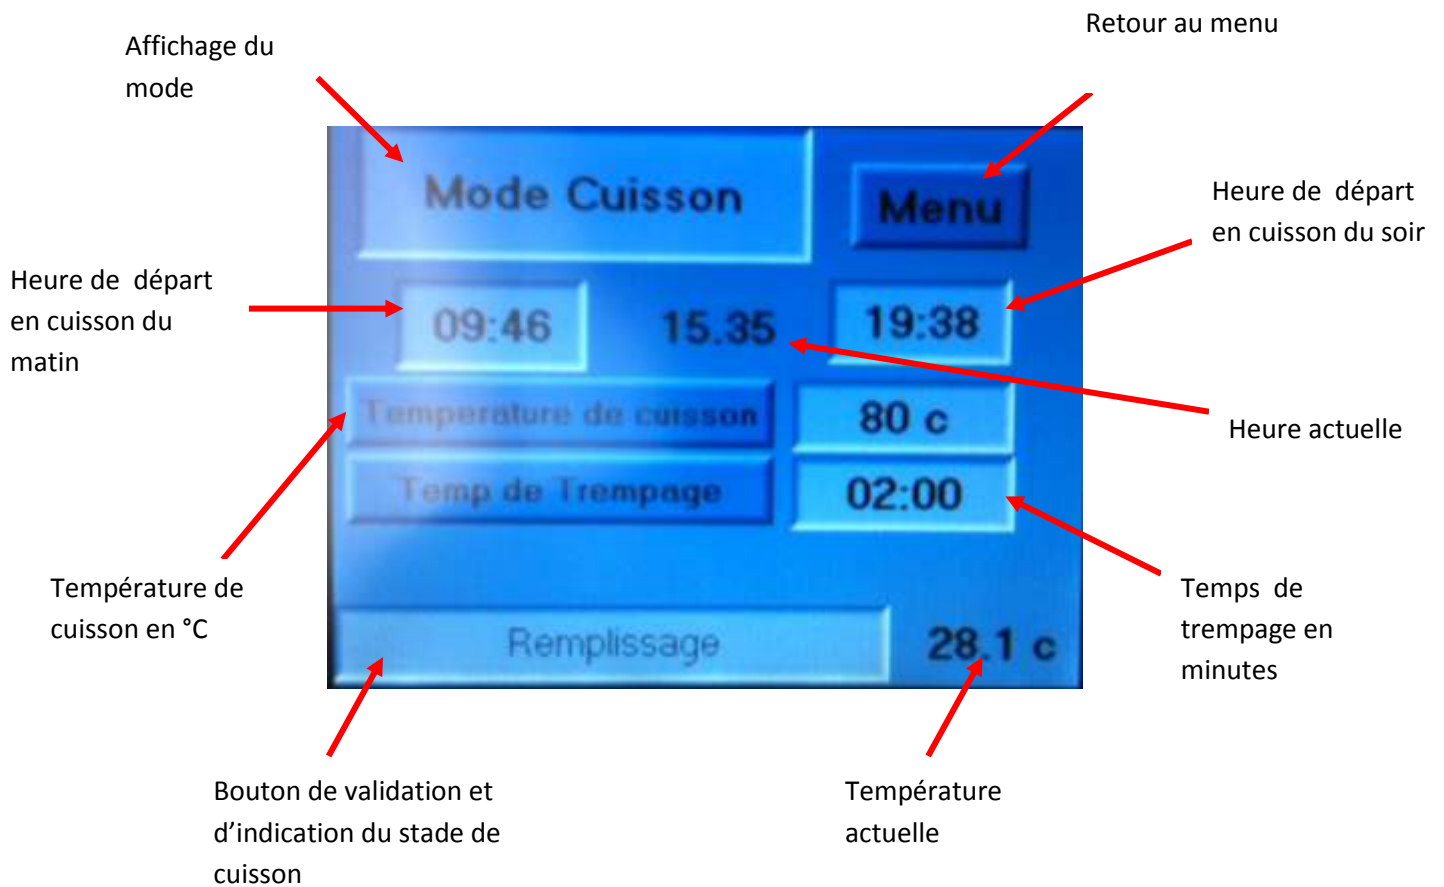 Retour au menu
Affichage du
mode
Mode Cuisson
Menu
Heure de départ
en cuisson du soir
Heure de départ
en cuisson du
matin
09:46
15.35
19:38
Temperature de cuisson
80 c
Heure actuelle
Temp de Trempage
02:00
Température de
cuisson en °C
Temps de
trempage en
minutes
Remplissage
28.1 c
Bouton de validation et
d’indication du stade de
cuisson
Température
actuelle